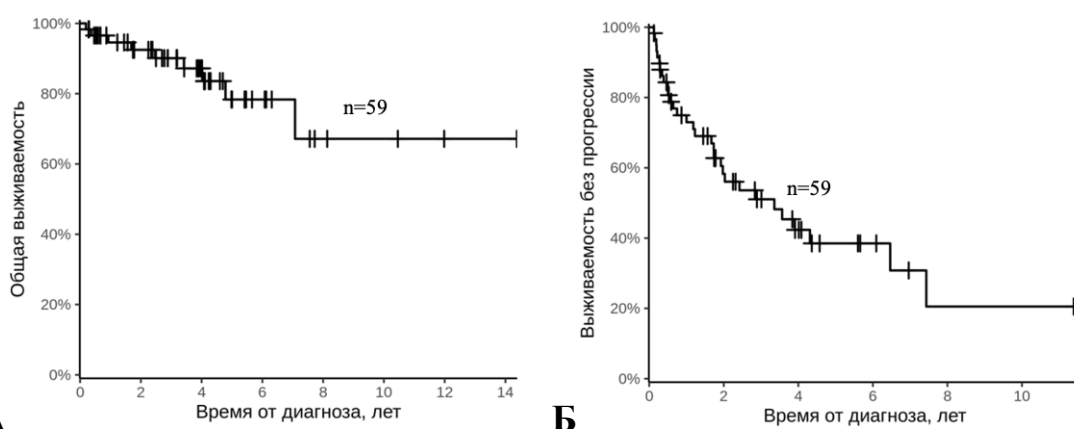 Общая выживаемость
100%
80%
60%
40%
20%
0%
n=59
0 2 4 6 8 10 12 14
Время от диагноза, лет
Выживаемость без прогрессии
100%
80%
60%
40%
20%
0%
n=59
0 2 4 6 8 10
Время от диагноза, лет
Б